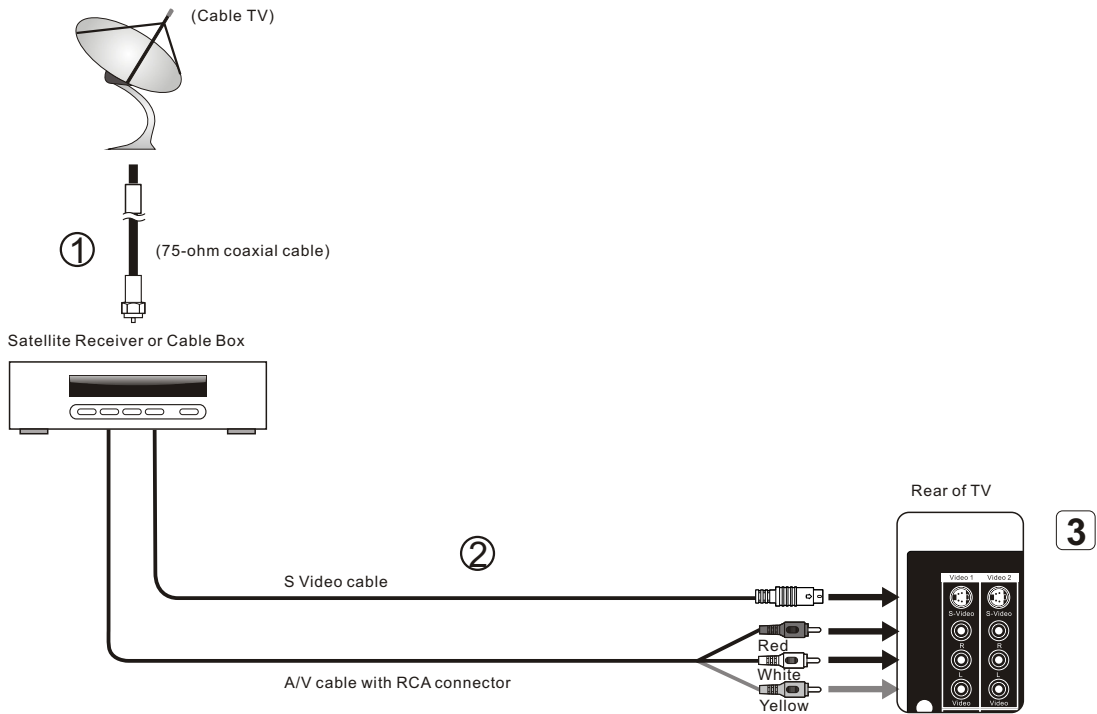 (Cable TV)
1
(75-ohm coaxial cable)
Satellite Receiver or Cable Box
Rear of TV
3
2
S Video cable
Video 1 Video 2
S-Video S-Video
Red
R R
White
L L
A/V cable with RCA connector
Yellow
Video Video